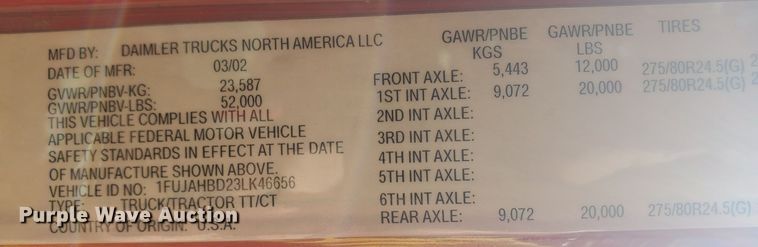 MFD BY: DAIMLER TRUCKS NORTH AMERICA LLC
DATE OF MFR: 03/02
GVWR/PNBV-KG: 23,587
GVWR/PNBV-LBS: 52,000
THIS VEHICLE COMPLIES WITH ALL
APPLICABLE FEDERAL MOTOR VEHICLE
SAFETY STANDARDS IN EFFECT AT THE DATE
OF MANUFACTURE SHOWN ABOVE.
VEHICLE ID NO: 1FUJAHBD23LK46656
TYPE: TRUCK/TRACTOR TT/CT
COUNTRY OF ORIGIN: U.S.A.
GAWR/PNBE GAWR/PNBE TIRES
KGS LBS
FRONT AXLE: 5,443 12,000 275/80R24.5(G)
1ST INT AXLE: 9,072 20,000 275/80R24.5(G)
2ND INT AXLE:
3RD INT AXLE:
4TH INT AXLE:
5TH INT AXLE:
6TH INT AXLE:
REAR AXLE: 9,072 20,000 275/80R24.5(G)
Purple Wave Auction